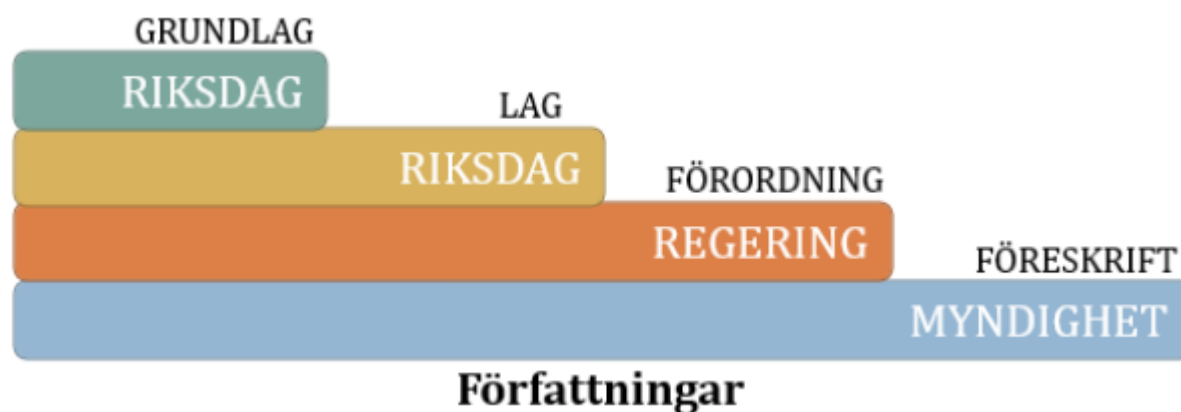 GRUNDLAG
RIKSDAG
LAG
RIKSDAG
FÖRORDNING
REGERING
FÖRESKRIFT
MYNDIGHET
Författningar